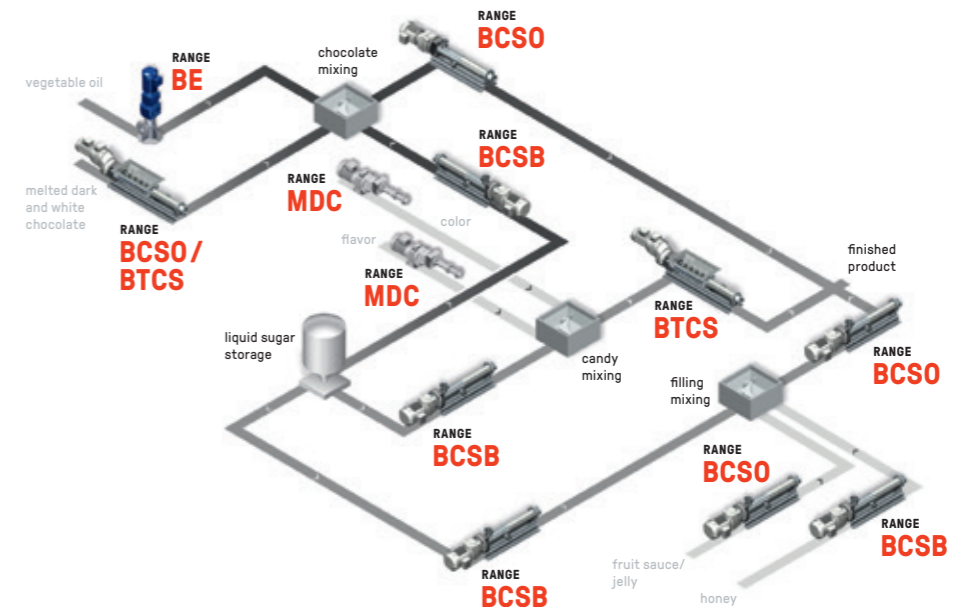 RANGE
BCSO
chocolate
mixing
RANGE
BE
vegetable oil
RANGE
BCSB
RANGE
MDC
melted dark
and white
chocolate
color
RANGE
BCSO /
BTCS
flavor
RANGE
MDC
finished
product
RANGE
BTCS
liquid sugar
storage
candy
mixing
RANGE
BCSO
filling
mixing
RANGE
BCSB
RANGE
BCSO
RANGE
BCSB
fruit sauce/
jelly
RANGE
BCSB
honey